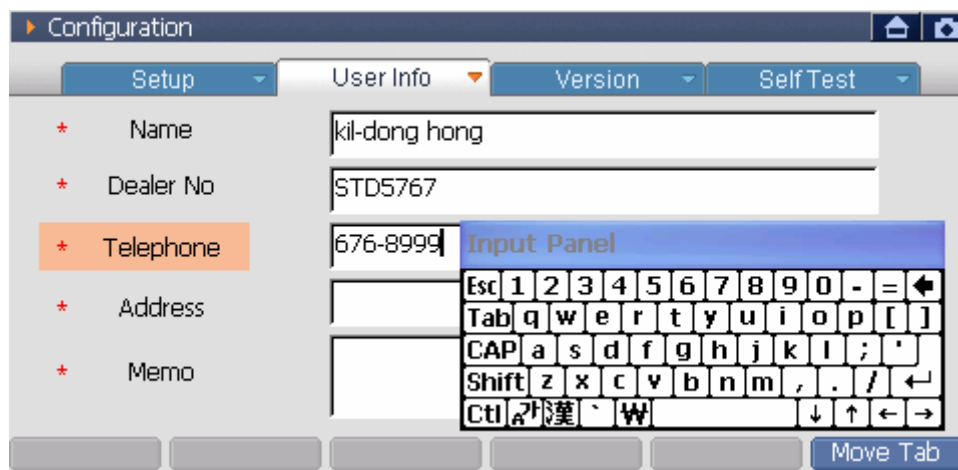 Configuration
Setup User Info Version Self Test
* Name kil-dong hong
* Dealer No STD5767
* Telephone 676-8999
Input Panel
* Address
* Memo
Esc 1 2 3 4 5 6 7 8 9 0 - =
Tab q w e r t y u i o p [ ]
CAP a s d f g h j k l ; '
Shift z x c v b n m , . /
Ctl 漢 ` ₩ ↓ ↑ ← →
Move Tab